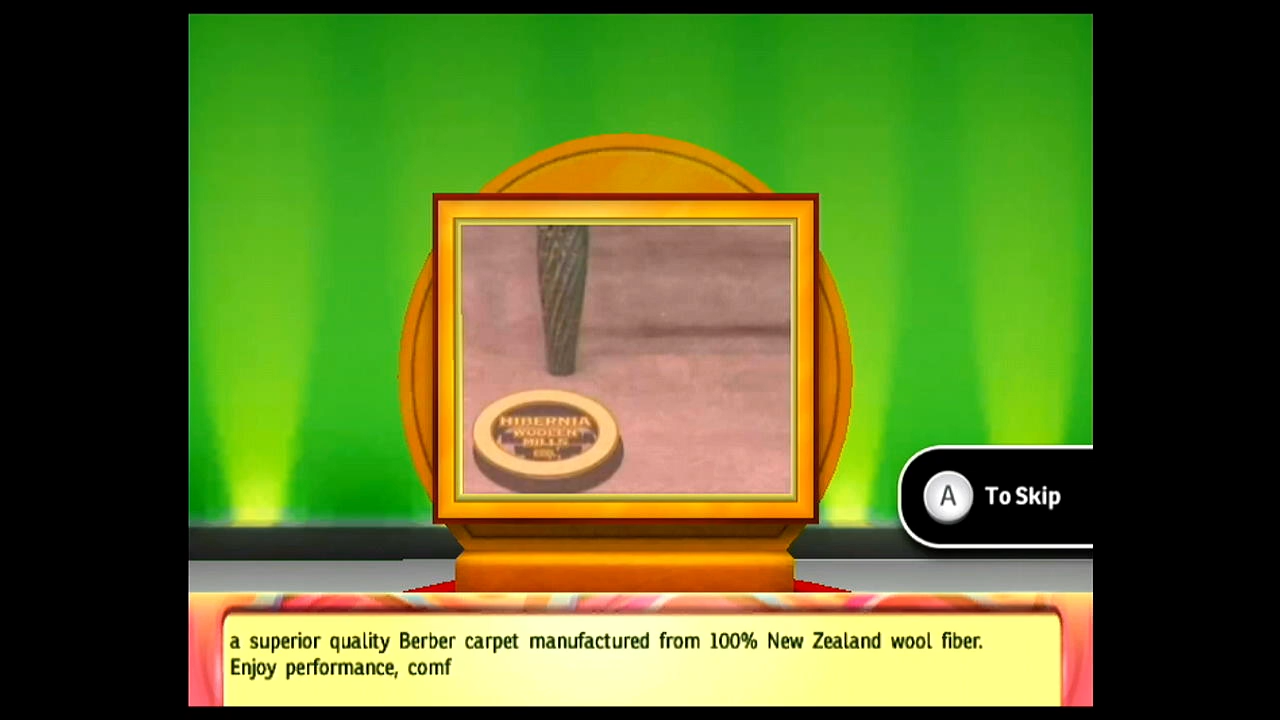 HIBERNIA
WOOLEN
MILLS
A To Skip
a superior quality Berber carpet manufactured from 100% New Zealand wool fiber.
Enjoy performance, comf